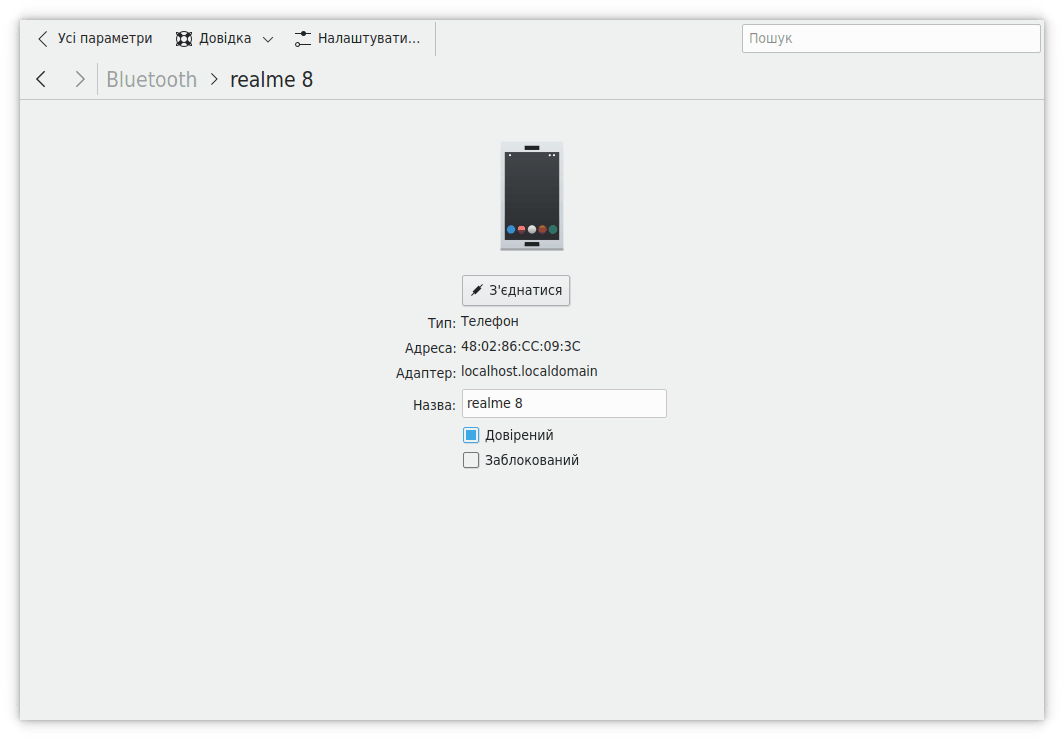 Усі параметри Довідка Налаштувати... Пошук
Bluetooth > realme 8
З'єднатися
Тип: Телефон
Адреса: 48:02:86:CC:09:3C
Адаптер: localhost.localdomain
Назва: realme 8
Довірений
Заблокований